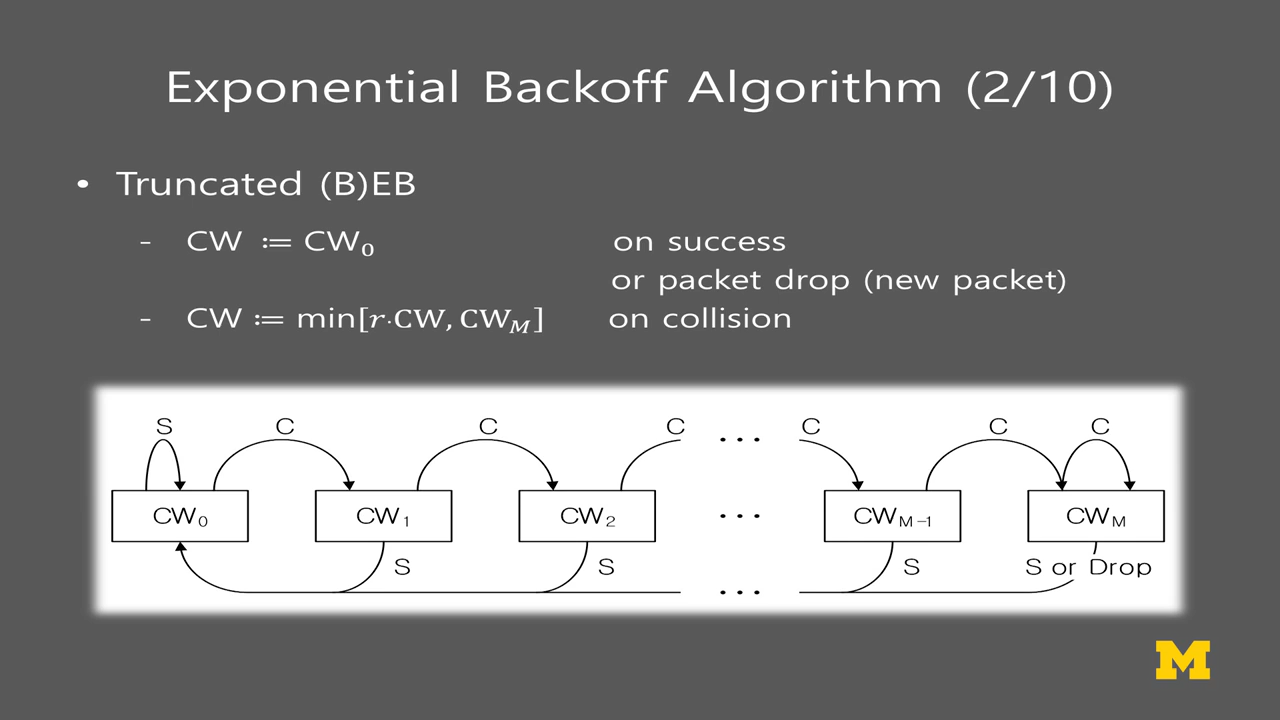 Exponential Backoff Algorithm (2/10)
• Truncated (B)EB
- CW := CW₀ on success
or packet drop (new packet)
- CW := min[r·CW, CW_M] on collision
S C C C ... C C C
CW₀ CW₁ CW₂ ... CW_M−1 CW_M
S S S S or Drop
...
M